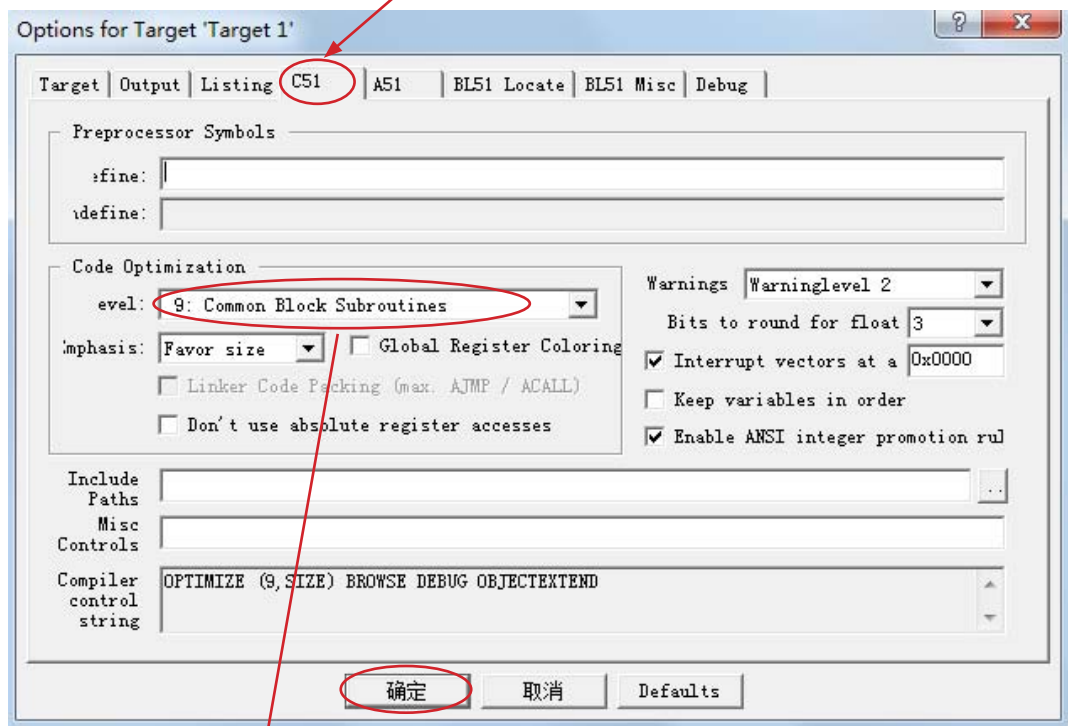 Options for Target 'Target 1'
Target Output Listing C51 A51 BL51 Locate BL51 Misc Debug
Preprocessor Symbols
efine:
ndefine:
Code Optimization
evel: 9: Common Block Subroutines
Emphasis: Favor size Global Register Coloring
Linker Code Packing (max. AJMP / ACALL)
Don't use absolute register accesses
Warnings Warninglevel 2
Bits to round for float 3
Interrupt vectors at a 0x0000
Keep variables in order
Enable ANSI integer promotion rul
Include Paths
..
Misc Controls
Compiler control string OPTIMIZE (9,SIZE) BROWSE DEBUG OBJECTEXTEND
确定 取消 Defaults